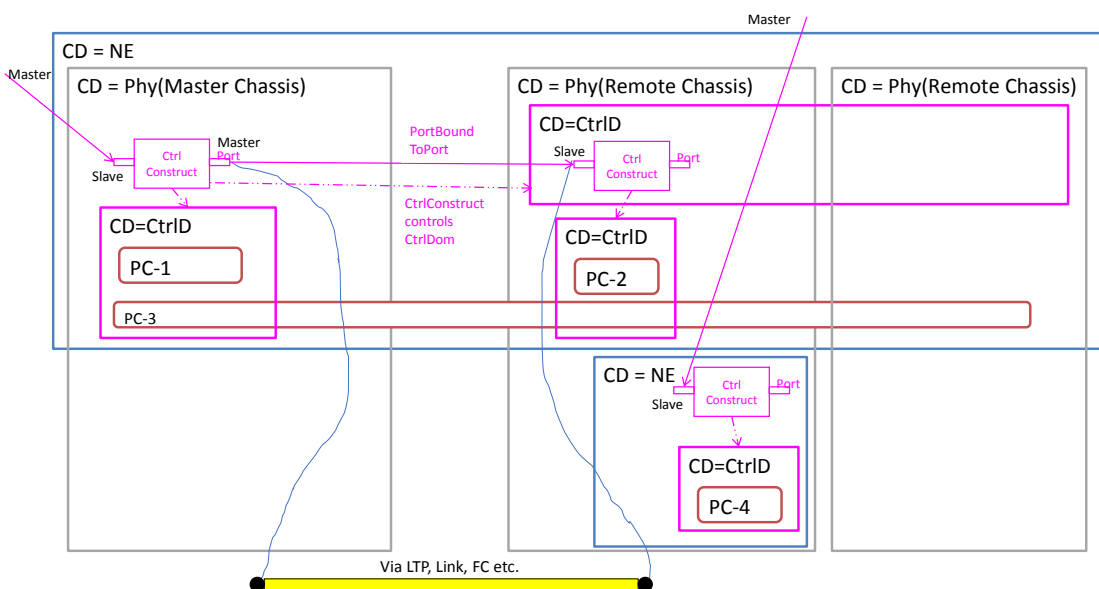 Master
CD = NE
Master
CD = Phy(Master Chassis)
CD = Phy(Remote Chassis)
CD = Phy(Remote Chassis)
CD=CtrlD
PortBound
ToPort
Master
Ctrl
Construct
Port
Slave
Slave
Ctrl
Construct
Port
CtrlConstruct
controls
CtrlDom
CD=CtrlD
PC-1
CD=CtrlD
PC-2
PC-3
CD = NE
Ctrl
Construct
Port
Slave
CD=CtrlD
PC-4
Via LTP, Link, FC etc.